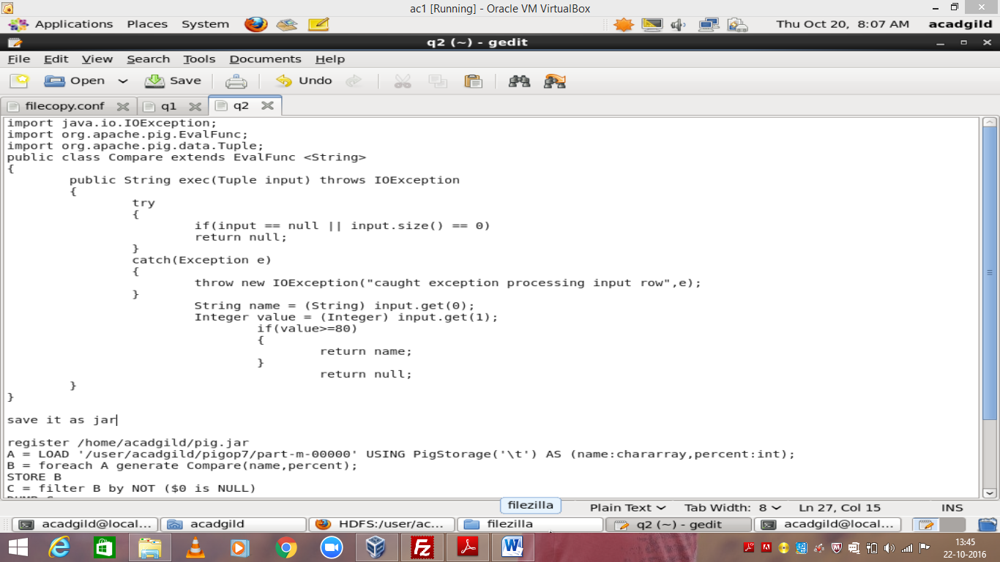 ac1 [Running] - Oracle VM VirtualBox
Applications Places System Thu Oct 20, 8:07 AM acadgild
q2 (~) - gedit
File Edit View Search Tools Documents Help
Open Save Undo
filecopy.conf q1 q2
import java.io.IOException;
import org.apache.pig.EvalFunc;
import org.apache.pig.data.Tuple;
public class Compare extends EvalFunc <String>
{
public String exec(Tuple input) throws IOException
{
try
{
if(input == null || input.size() == 0)
return null;
}
catch(Exception e)
{
throw new IOException("caught exception processing input row",e);
}
String name = (String) input.get(0);
Integer value = (Integer) input.get(1);
if(value>=80)
{
return name;
}
return null;
}
}
save it as jar
register /home/acadgild/pig.jar
A = LOAD '/user/acadgild/pigop7/part-m-00000' USING PigStorage('\t') AS (name:chararray,percent:int);
B = foreach A generate Compare(name,percent);
STORE B
C = filter B by NOT ($0 is NULL)
filezilla
Plain Text Tab Width: 8 Ln 27, Col 15 INS
acadgild@local... acadgild HDFS:/user/ac... filezilla q2 (~) - gedit acadgild@local...
13:45
22-10-2016